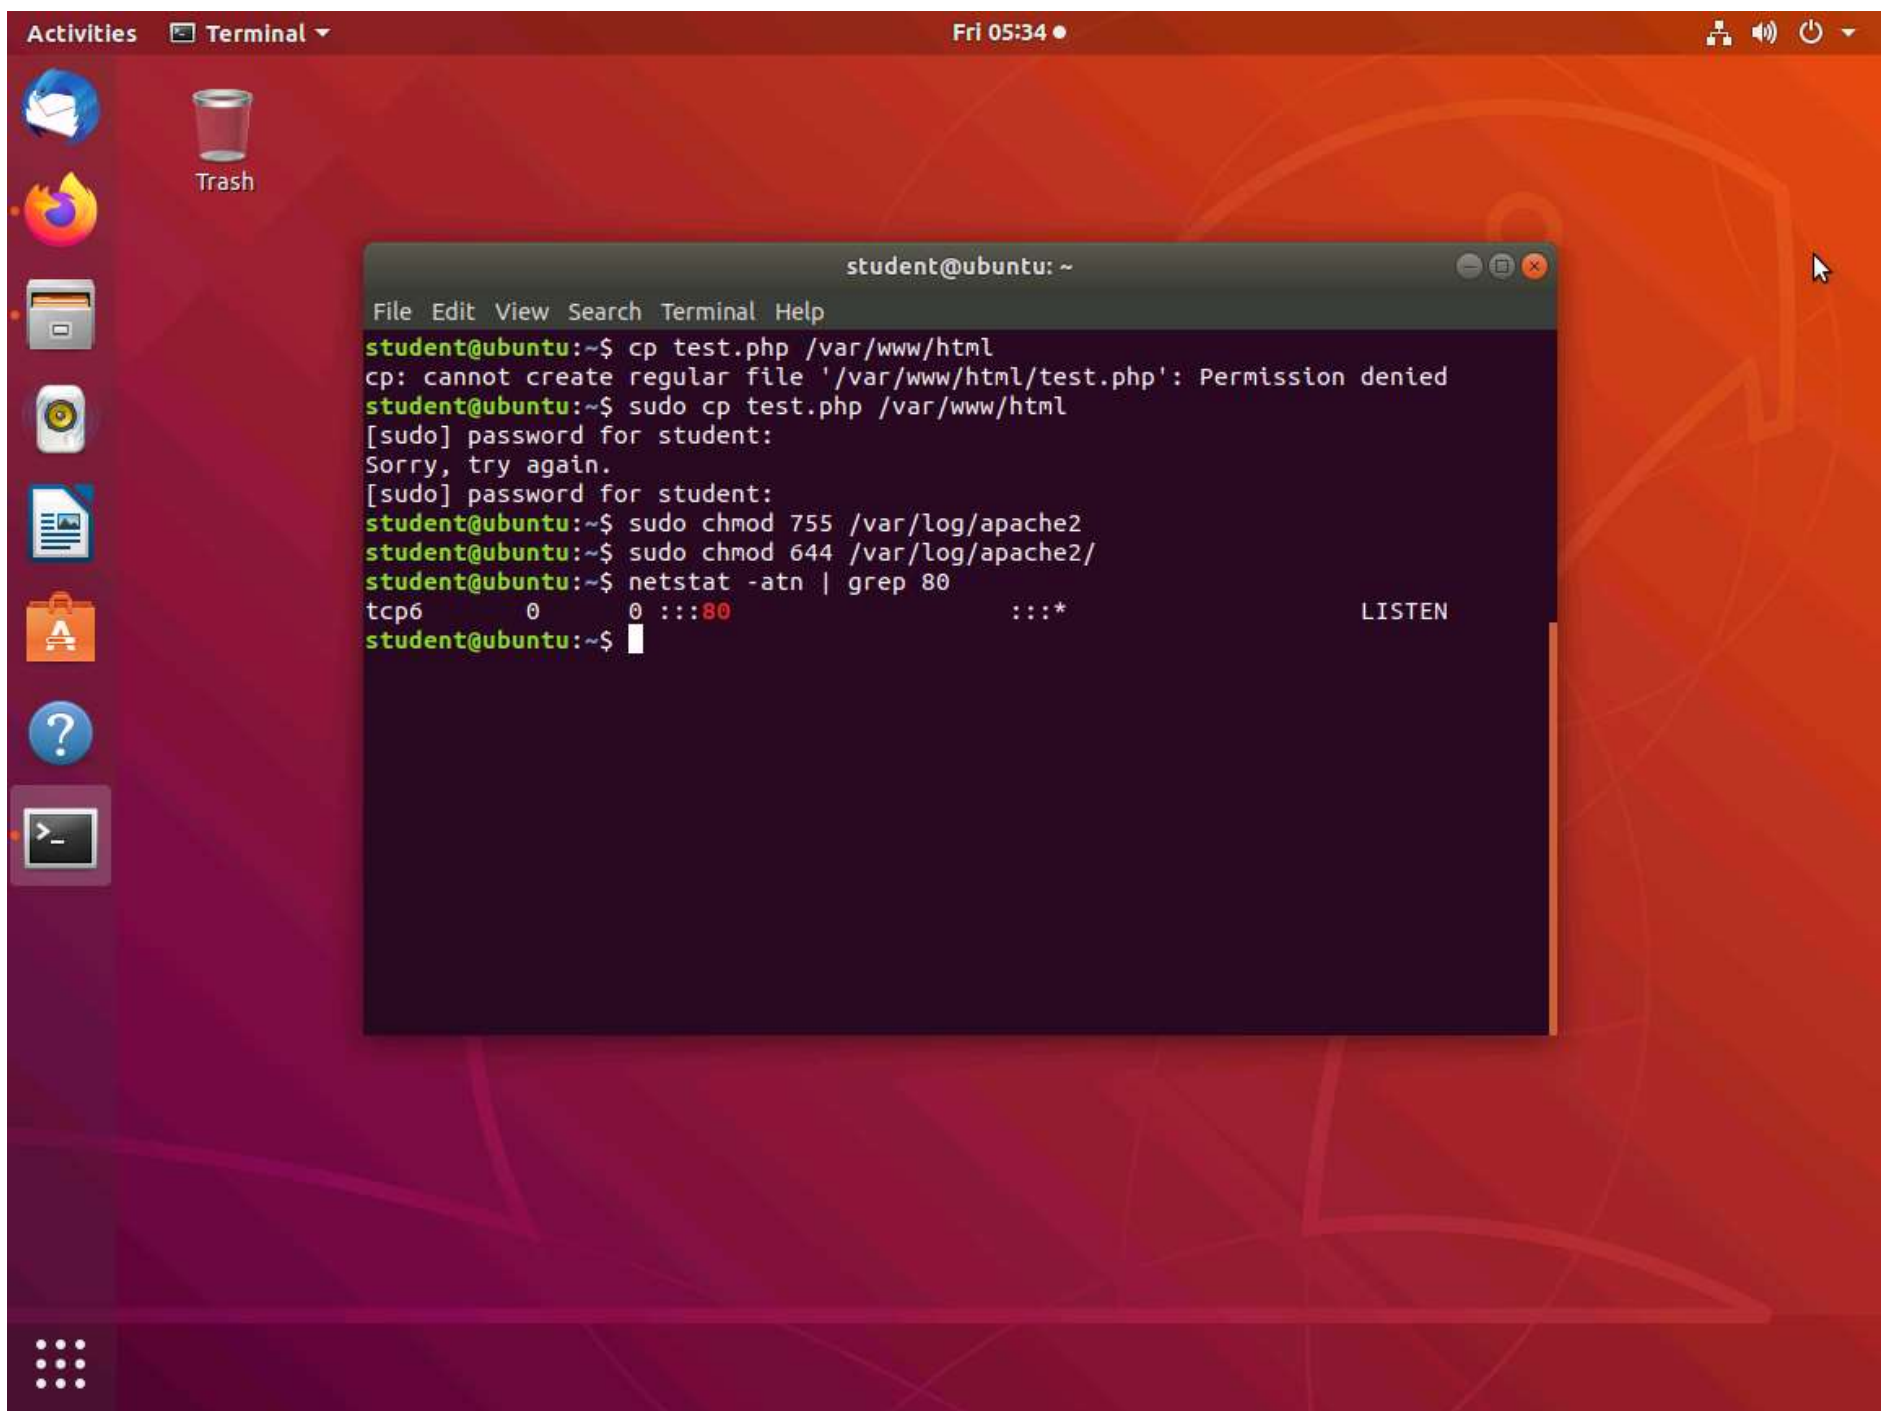 Activities Terminal Fri 05:34
Trash
student@ubuntu: ~
File Edit View Search Terminal Help
student@ubuntu:~$ cp test.php /var/www/html
cp: cannot create regular file '/var/www/html/test.php': Permission denied
student@ubuntu:~$ sudo cp test.php /var/www/html
[sudo] password for student:
Sorry, try again.
[sudo] password for student:
student@ubuntu:~$ sudo chmod 755 /var/log/apache2
student@ubuntu:~$ sudo chmod 644 /var/log/apache2/
student@ubuntu:~$ netstat -atn | grep 80
tcp6       0      0 :::80                   :::*                    LISTEN
student@ubuntu:~$